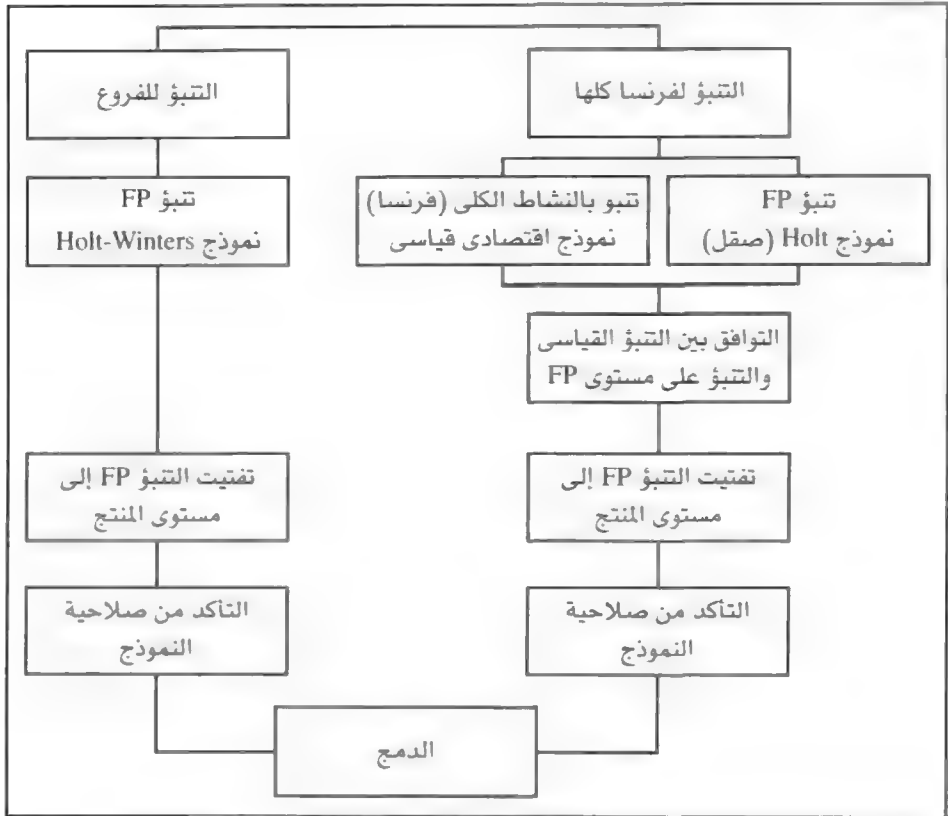 التنبؤ لفرنسا كلها
التنبؤ للفروع
تنبؤ FP
نموذج Holt (صقل)
تنبو بالنشاط الكلى (فرنسا)
نموذج اقتصادى قياسى
تنبؤ FP
نموذج Holt-Winters
التوافق بين التنبؤ القياسى
والتنبؤ على مستوى FP
تفتيت التنبؤ FP إلى
مستوى المنتج
تفتيت التنبؤ FP إلى
مستوى المنتج
التأكد من صلاحية
النموذج
التأكد من صلاحية
النموذج
الدمج